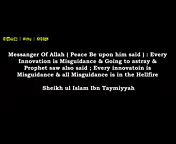 Messanger Of Allah ( Peace Be upon him said ) : Every
Innovation is Misguidance & Going to astray &
Prophet saw also said ; Every innovatoin is
Misguidance & all Misguidance is in the Hellfire
Sheikh ul Islam Ibn Taymiyyah